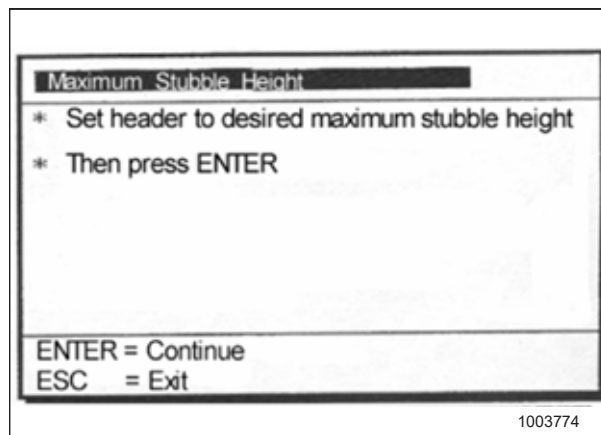 Maximum Stubble Height
* Set header to desired maximum stubble height
* Then press ENTER
ENTER = Continue
ESC = Exit
1003774